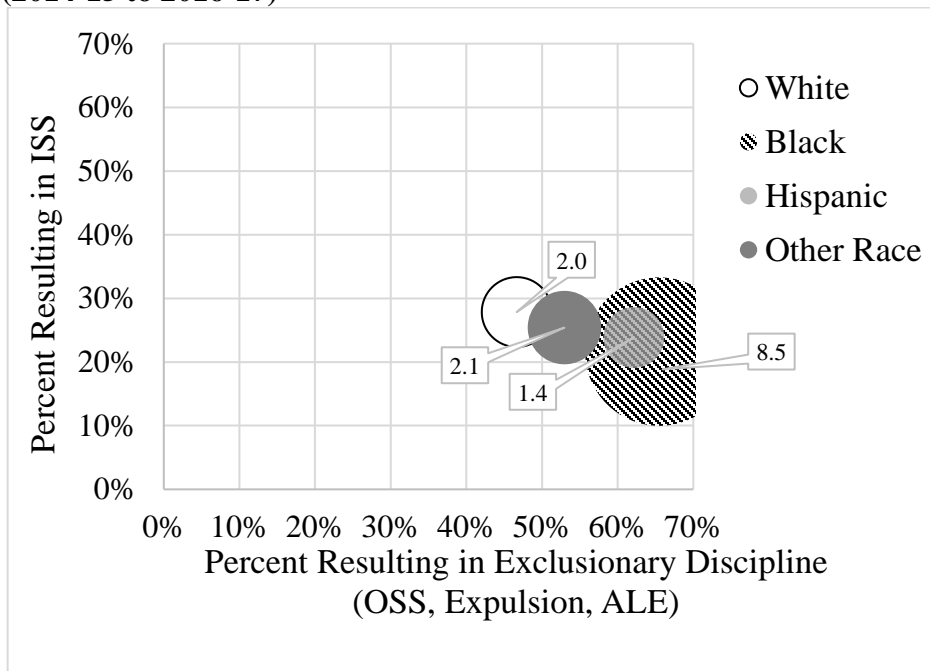 70%
60%
50%
40%
30%
20%
10%
0%
Percent Resulting in ISS
White
Black
Hispanic
Other Race
2.0
2.1
1.4
8.5
0% 10% 20% 30% 40% 50% 60% 70%
Percent Resulting in Exclusionary Discipline
(OSS, Expulsion, ALE)